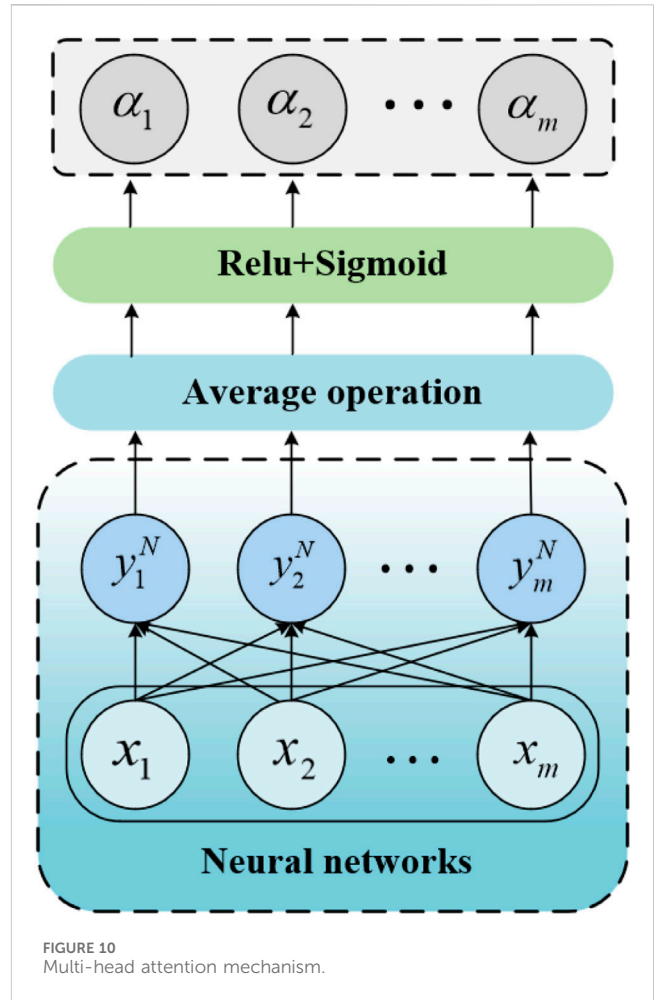 α₁ α₂ ··· αₘ
Relu+Sigmoid
Average operation
y₁ᴺ y₂ᴺ ··· yₘᴺ
x₁ x₂ ··· xₘ
Neural networks
FIGURE 10
Multi-head attention mechanism.